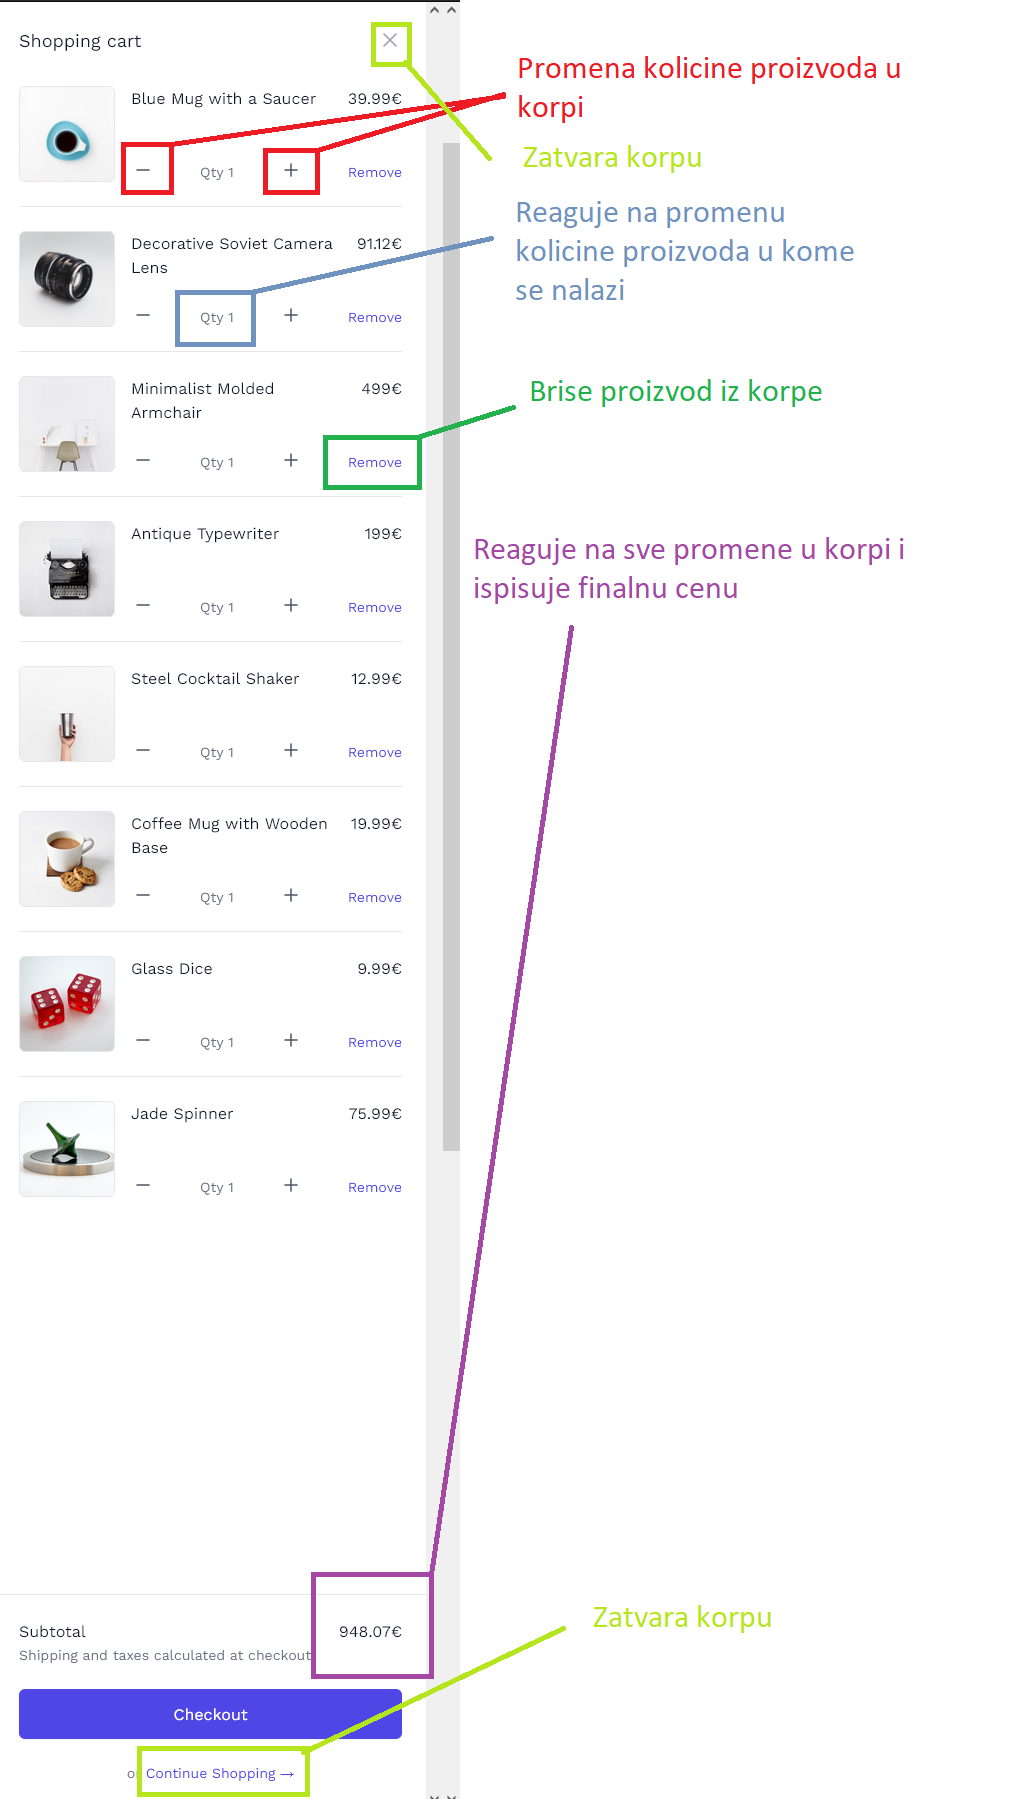 Shopping cart
Promena kolicine proizvoda u
korpi
Blue Mug with a Saucer 39.99€
Zatvara korpu
Qty 1 Remove
Reaguje na promenu
kolicine proizvoda u kome
se nalazi
Decorative Soviet Camera 91.12€
Lens
Qty 1 Remove
Minimalist Molded 499€
Armchair
Brise proizvod iz korpe
Qty 1 Remove
Antique Typewriter 199€
Reaguje na sve promene u korpi i
ispisuje finalnu cenu
Qty 1 Remove
Steel Cocktail Shaker 12.99€
Qty 1 Remove
Coffee Mug with Wooden 19.99€
Base
Qty 1 Remove
Glass Dice 9.99€
Qty 1 Remove
Jade Spinner 75.99€
Qty 1 Remove
Zatvara korpu
Subtotal 948.07€
Shipping and taxes calculated at checkout
Checkout
or Continue Shopping →